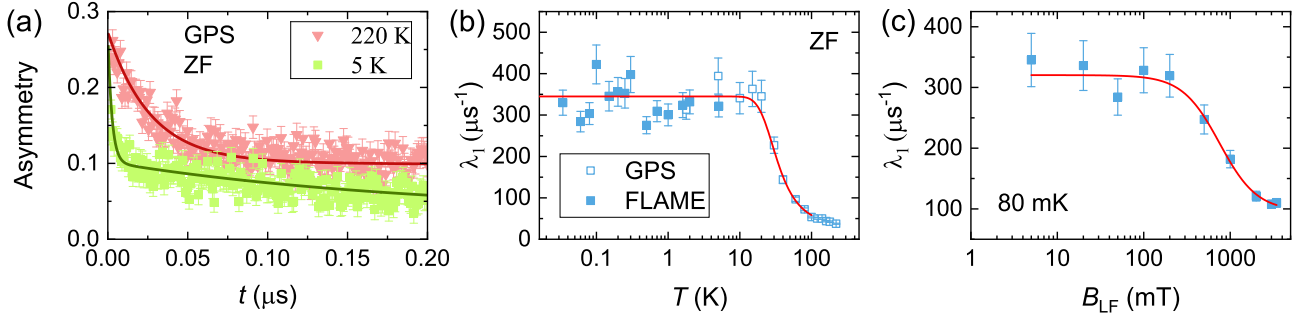 (a)
GPS
ZF
220 K
5 K
Asymmetry
0.3
0.2
0.1
0.0
0.00 0.05 0.10 0.15 0.20
t (μs)
(b)
ZF
λ₁ (μs⁻¹)
500
400
300
200
100
0
GPS
FLAME
0.1 1 10 100
T (K)
(c)
λ₁ (μs⁻¹)
400
300
200
100
80 mK
1 10 100 1000
B_LF (mT)